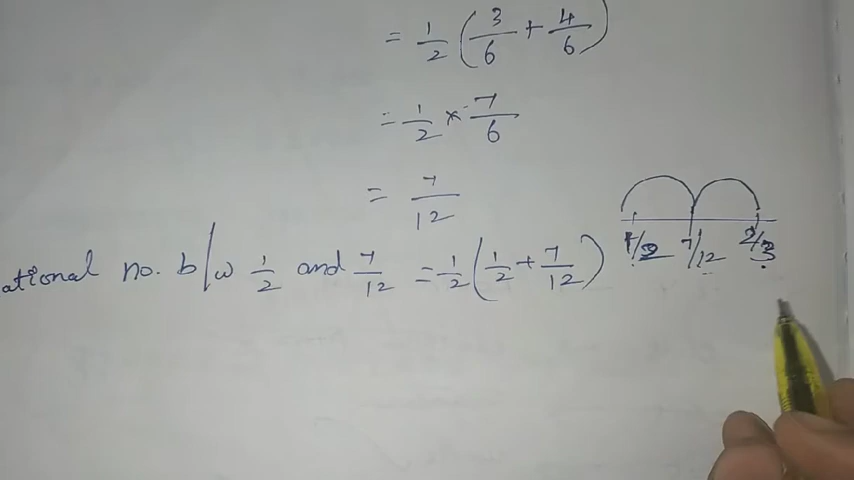 = 1/2 (3/6 + 4/6)
= 1/2 × 7/6
= 7/12
ational no. b/w 1/2 and 7/12 = 1/2 (1/2 + 7/12)
1/2 7/12 2/3